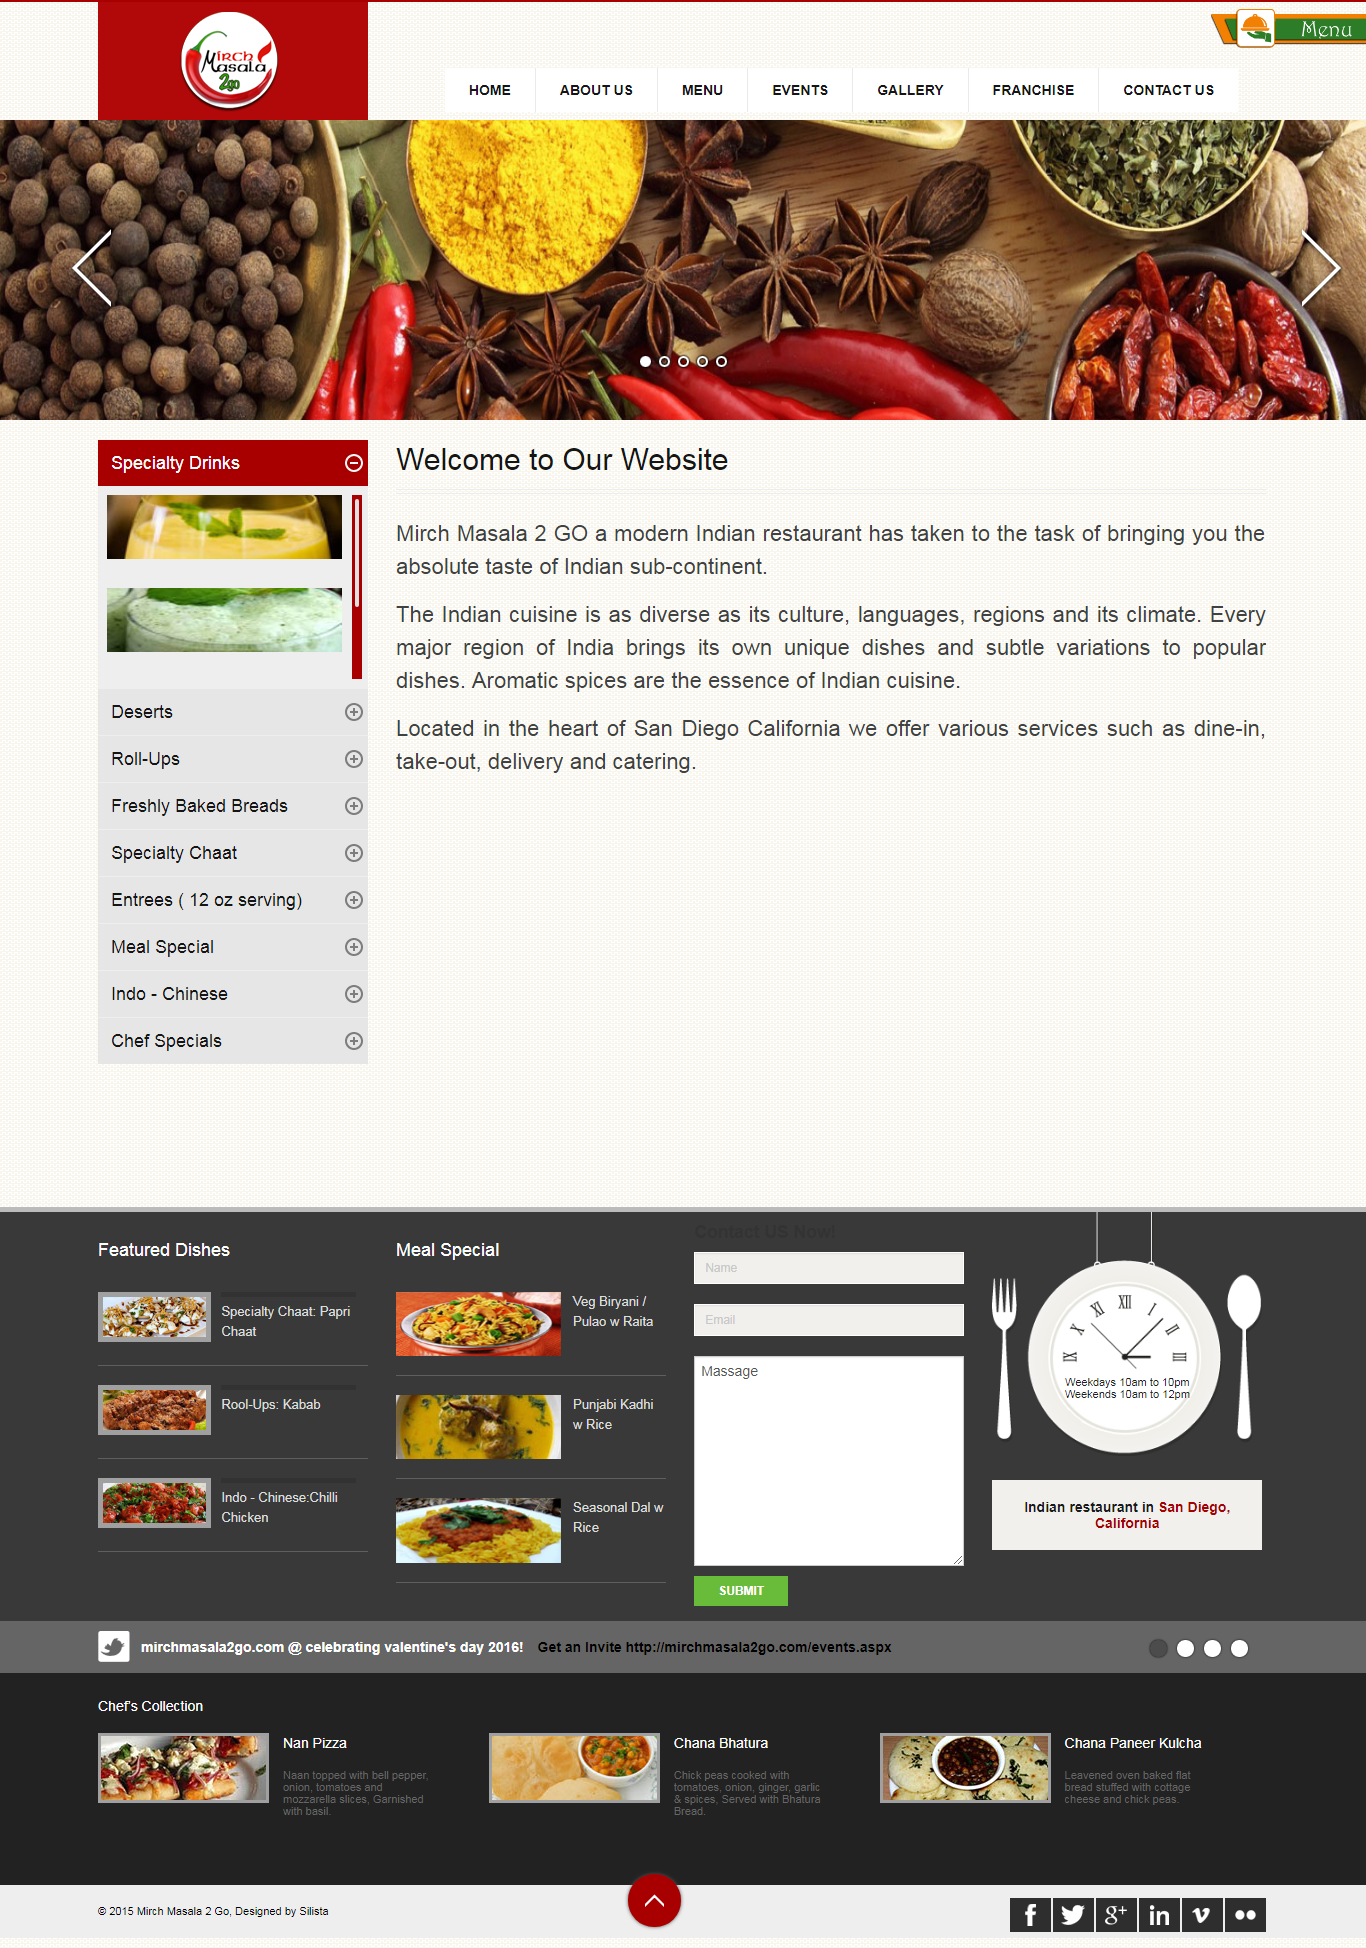 Mirch
Masala
2go
Menu
HOME
ABOUT US
MENU
EVENTS
GALLERY
FRANCHISE
CONTACT US
Specialty Drinks
Deserts
Roll-Ups
Freshly Baked Breads
Specialty Chaat
Entrees ( 12 oz serving)
Meal Special
Indo - Chinese
Chef Specials
Welcome to Our Website
Mirch Masala 2 GO a modern Indian restaurant has taken to the task of bringing you the
absolute taste of Indian sub-continent.
The Indian cuisine is as diverse as its culture, languages, regions and its climate. Every
major region of India brings its own unique dishes and subtle variations to popular
dishes. Aromatic spices are the essence of Indian cuisine.
Located in the heart of San Diego California we offer various services such as dine-in,
take-out, delivery and catering.
Featured Dishes
Specialty Chaat: Papri
Chaat
Rool-Ups: Kabab
Indo - Chinese:Chilli
Chicken
Meal Special
Veg Biryani /
Pulao w Raita
Punjabi Kadhi
w Rice
Seasonal Dal w
Rice
Contact US Now!
Name
Email
Massage
SUBMIT
XII
I
II
III
IX
X
XI
Weekdays 10am to 10pm
Weekends 10am to 12pm
Indian restaurant in San Diego,
California
mirchmasala2go.com @ celebrating valentine's day 2016! Get an Invite http://mirchmasala2go.com/events.aspx
Chef's Collection
Nan Pizza
Naan topped with bell pepper,
onion, tomatoes and
mozzarella slices, Garnished
with basil.
Chana Bhatura
Chick peas cooked with
tomatoes, onion, ginger, garlic
& spices, Served with Bhatura
Bread.
Chana Paneer Kulcha
Leavened oven baked flat
bread stuffed with cottage
cheese and chick peas.
© 2015 Mirch Masala 2 Go, Designed by Silista
f
g+
in
v